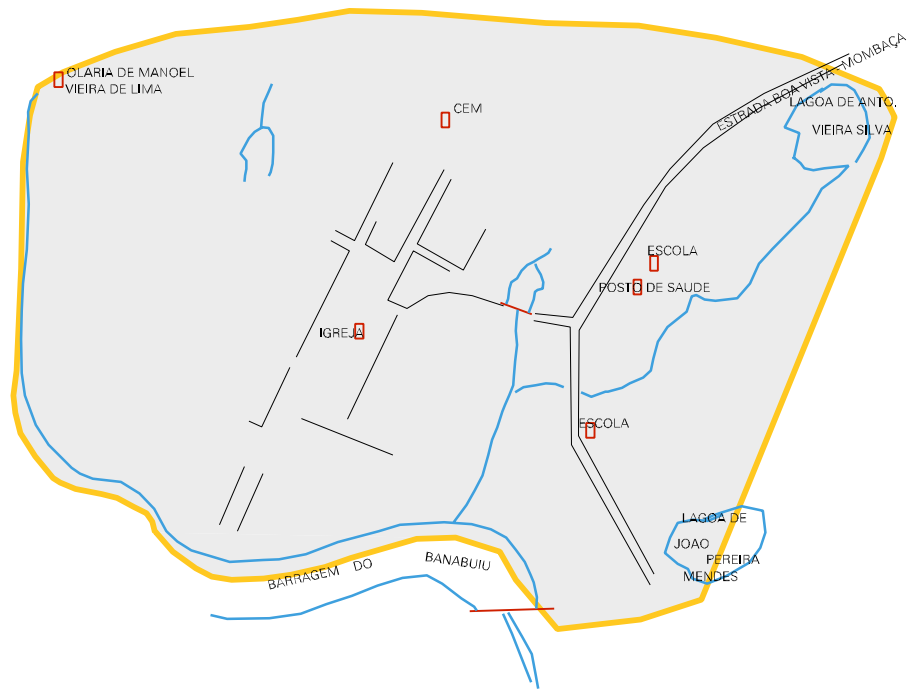 OLARIA DE MANOEL
VIEIRA DE LIMA
CEM
ESTRADA BOA VISTA - MOMBAÇA
LAGOA DE ANTO.
VIEIRA SILVA
ESCOLA
POSTO DE SAUDE
IGREJA
ESCOLA
LAGOA DE
JOAO
PEREIRA
MENDES
BARRAGEM DO BANABUIU